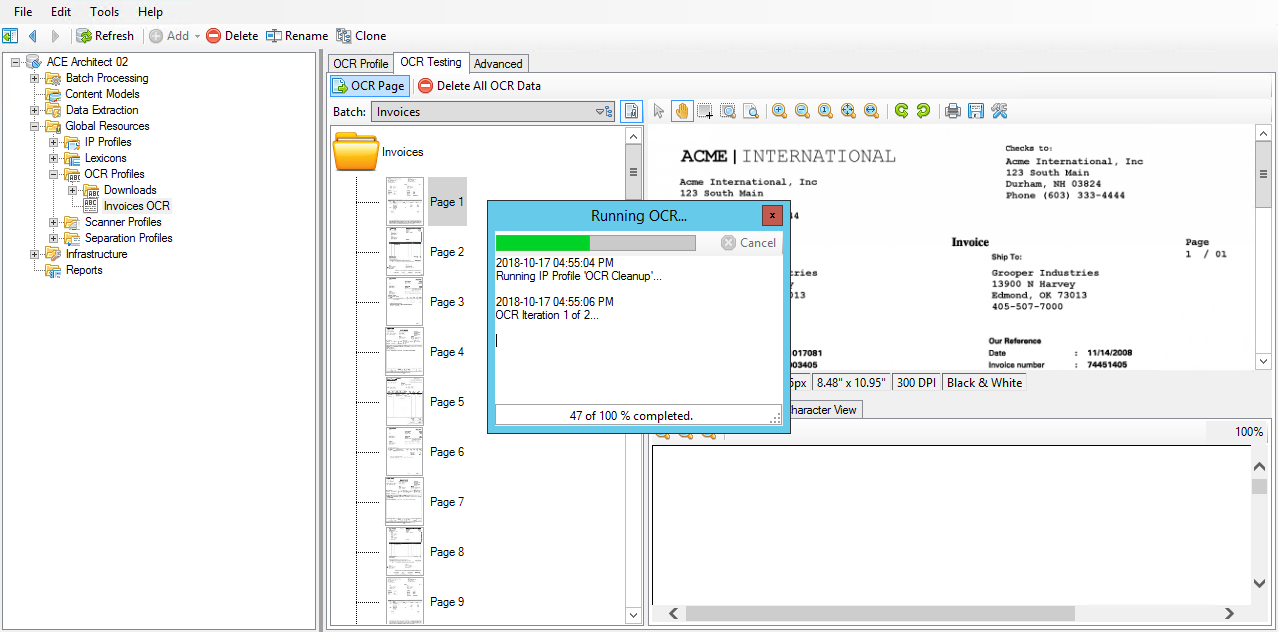 File Edit Tools Help
Refresh Add Delete Rename Clone
ACE Architect 02
Batch Processing
Content Models
Data Extraction
Global Resources
IP Profiles
Lexicons
OCR Profiles
Downloads
Invoices OCR
Scanner Profiles
Separation Profiles
Infrastructure
Reports
OCR Profile OCR Testing Advanced
OCR Page Delete All OCR Data
Batch: Invoices
Invoices
Page 1
Page 2
Page 3
Page 4
Page 5
Page 6
Page 7
Page 8
Page 9
ACME | INTERNATIONAL
Acme International, Inc
123 South Main
Checks to:
Acme International, Inc
123 South Main
Durham, NH 03824
Phone (603) 333-4444
Invoice
Page
1 / 01
Ship To:
Grooper Industries
13900 N Harvey
Edmond, OK 73013
405-507-7000
Our Reference
Date : 11/14/2008
Invoice number : 74451405
017081
003405
Running OCR...
Cancel
2018-10-17 04:55:04 PM
Running IP Profile 'OCR Cleanup'...
2018-10-17 04:55:06 PM
OCR Iteration 1 of 2...
47 of 100 % completed.
8.48" x 10.95" 300 DPI Black & White
Character View
100%